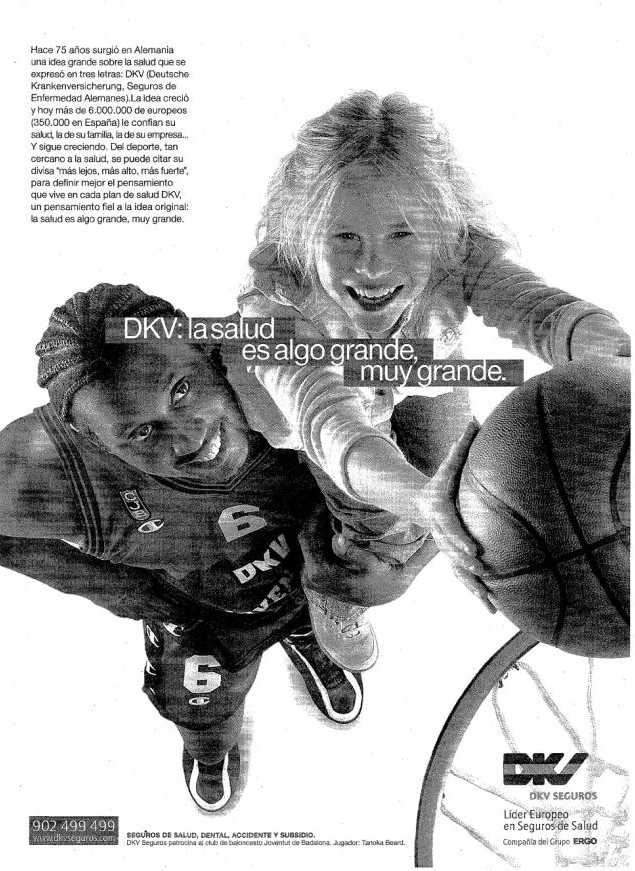 Hace 75 años surgió en Alemania
una idea grande sobre la salud que se
expresó en tres letras: DKV (Deutsche
Krankenversicherung, Seguros de
Enfermedad Alemanes).La idea creció
y hoy más de 6.000.000 de europeos
(350.000 en España) le confian su
salud, la de su familia, la de su empresa...
Y sigue creciendo. Del deporte, tan
cercano a la salud, se puede citar su
divisa "más lejos, más alto, más fuerte",
para definir mejor el pensamiento
que vive en cada plan de salud DKV,
un pensamiento fiel a la idea original:
la salud es algo grande, muy grande.
DKV: la salud
es algo grande,
muy grande.
6
DKV
6
DKV
DKV SEGUROS
Líder Europeo
en Seguros de Salud
Compañía del Grupo ERGO
902 499 499
www.dkvseguros.com
SEGUROS DE SALUD, DENTAL, ACCIDENTE Y SUBSIDIO.
DKV Seguros patrocina al club de baloncesto Joventut de Badalona. Jugador: Tanoka Beard.